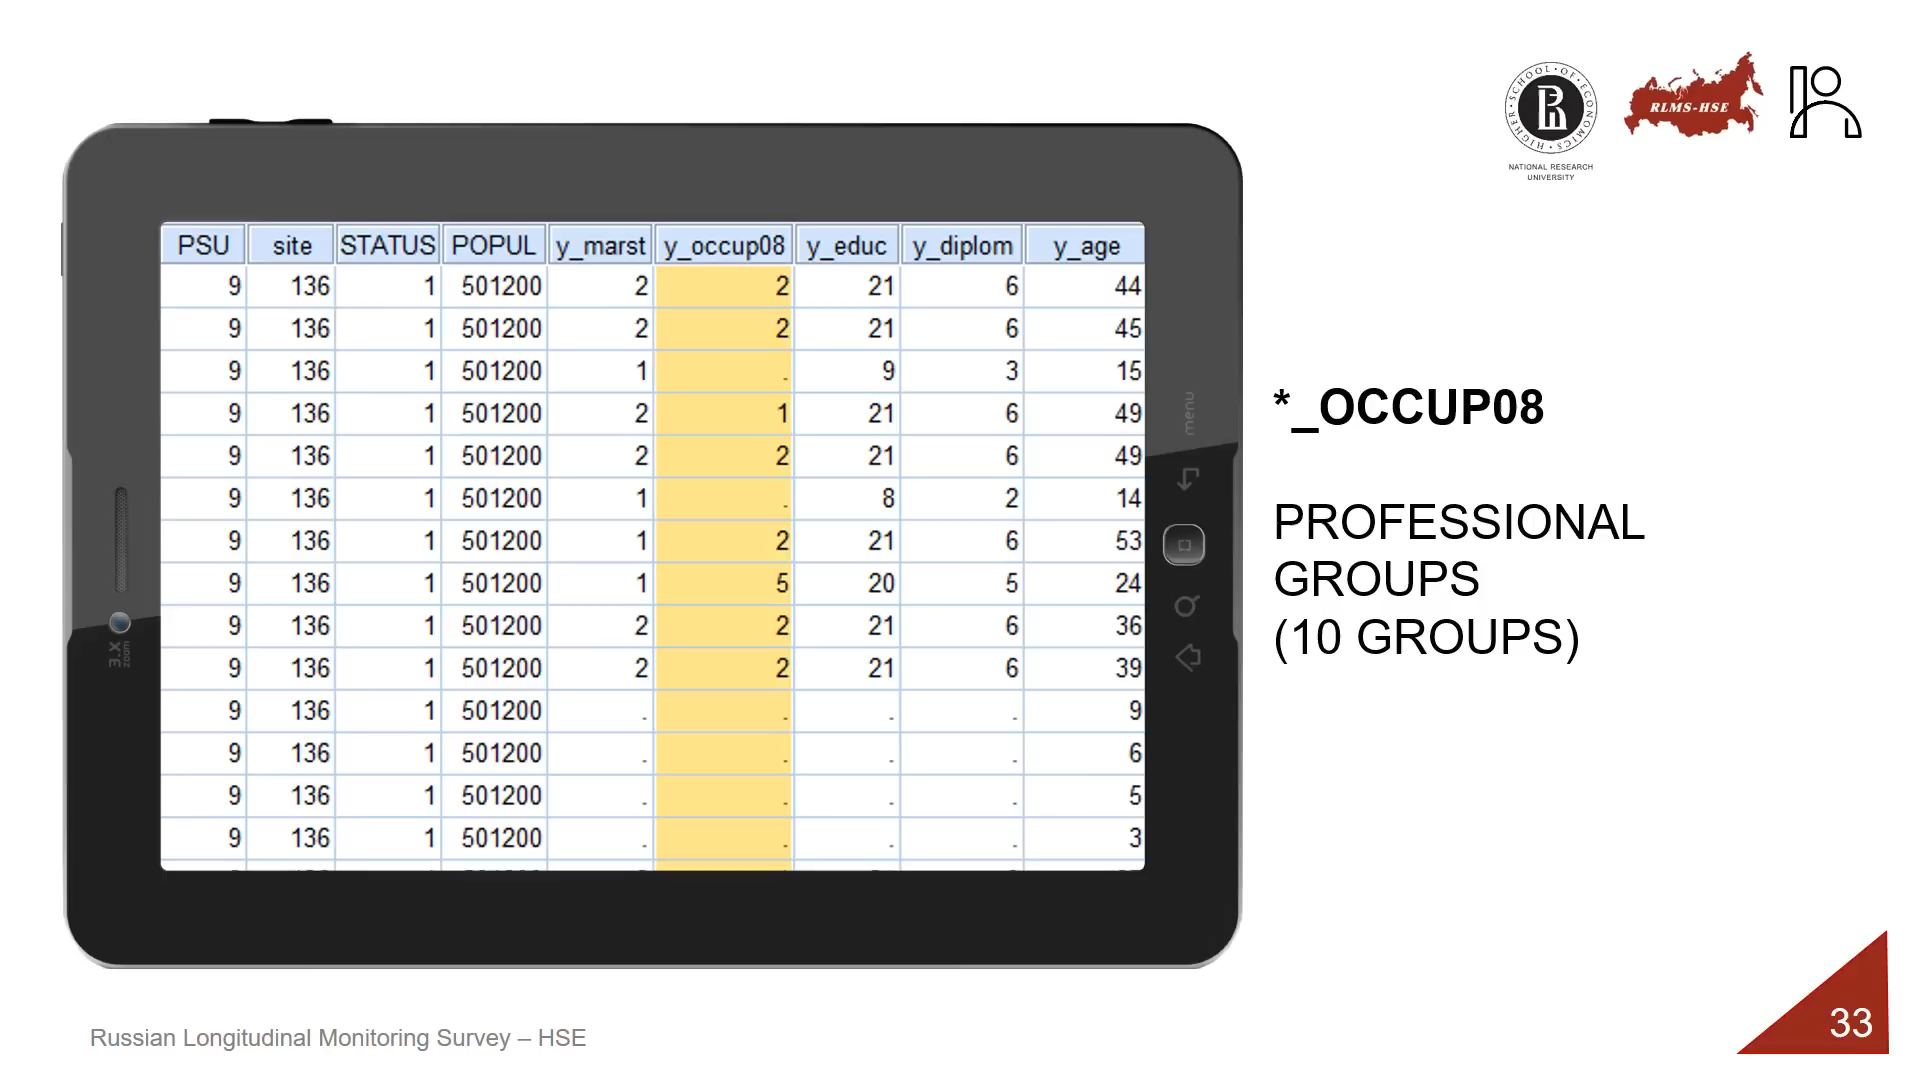 HIGHER · SCHOOL · OF · ECONOMICS ·
NATIONAL RESEARCH
UNIVERSITY
RLMS-HSE
PSU site STATUS POPUL y_marst y_occup08 y_educ y_diplom y_age
9 136 1 501200 2 2 21 6 44
9 136 1 501200 2 2 21 6 45
9 136 1 501200 1 . 9 3 15
9 136 1 501200 2 1 21 6 49
9 136 1 501200 2 2 21 6 49
9 136 1 501200 1 . 8 2 14
9 136 1 501200 1 2 21 6 53
9 136 1 501200 1 5 20 5 24
9 136 1 501200 2 2 21 6 36
9 136 1 501200 2 2 21 6 39
9 136 1 501200 . . . . 9
9 136 1 501200 . . . . 6
9 136 1 501200 . . . . 5
9 136 1 501200 . . . . 3
menu
zoom
*_OCCUP08
PROFESSIONAL
GROUPS
(10 GROUPS)
Russian Longitudinal Monitoring Survey – HSE
33